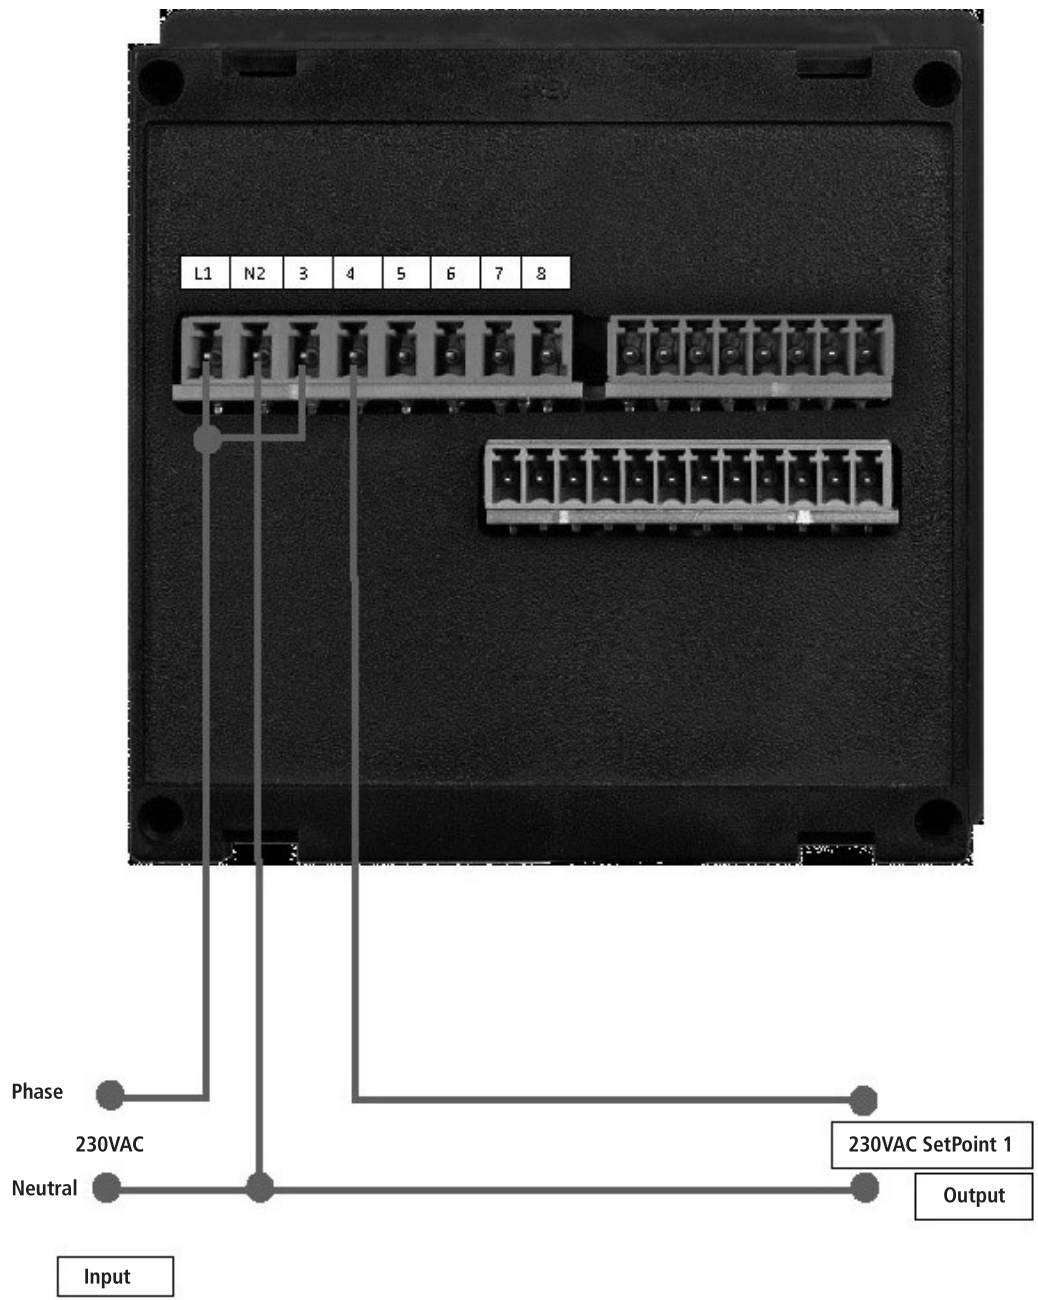 L1 N2 3 4 5 6 7 8
Phase
230VAC
230VAC SetPoint 1
Neutral
Output
Input